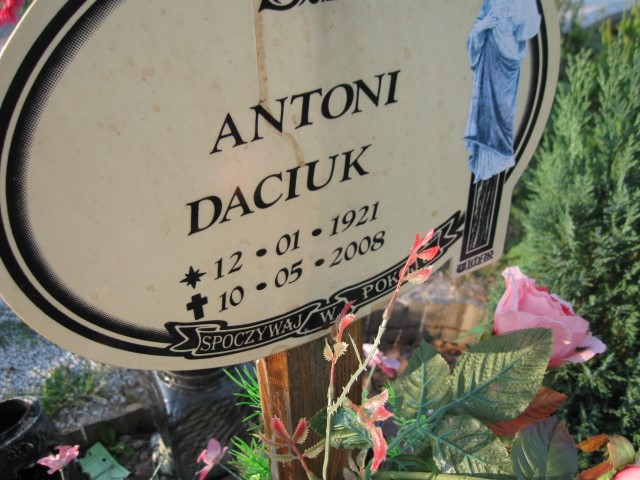 ANTONI
DACIUK
12 • 01 • 1921
10 • 05 • 2008
SPOCZYWAJ W